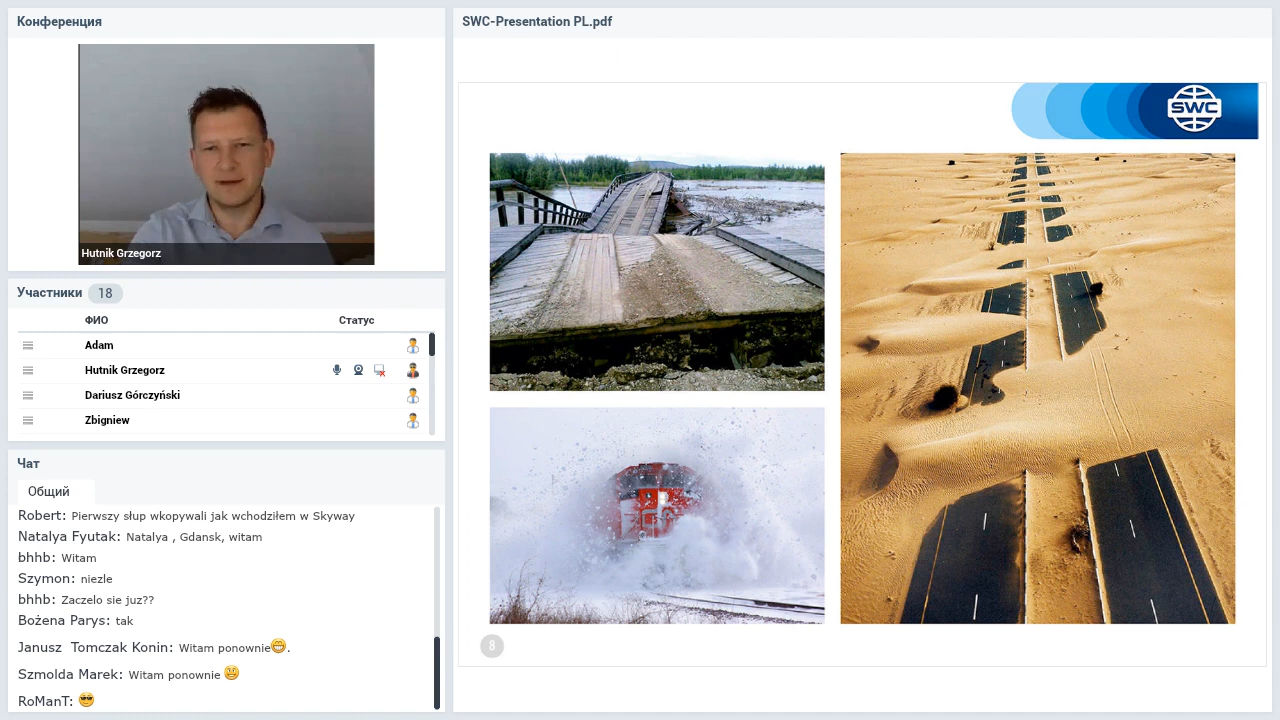 Конференция
Hutnik Grzegorz
Участники 18
ФИО Статус
Adam
Hutnik Grzegorz
Dariusz Górczyński
Zbigniew
Чат
Общий
Robert: Pierwszy słup wkopywali jak wchodziłem w Skyway
Natalya Fyutak: Natalya , Gdansk, witam
bhhb: Witam
Szymon: niezle
bhhb: Zaczelo sie juz??
Bożena Parys: tak
Janusz Tomczak Konin: Witam ponownie😁.
Szmolda Marek: Witam ponownie 😀
RoManT: 😎
SWC-Presentation PL.pdf
SWC
8